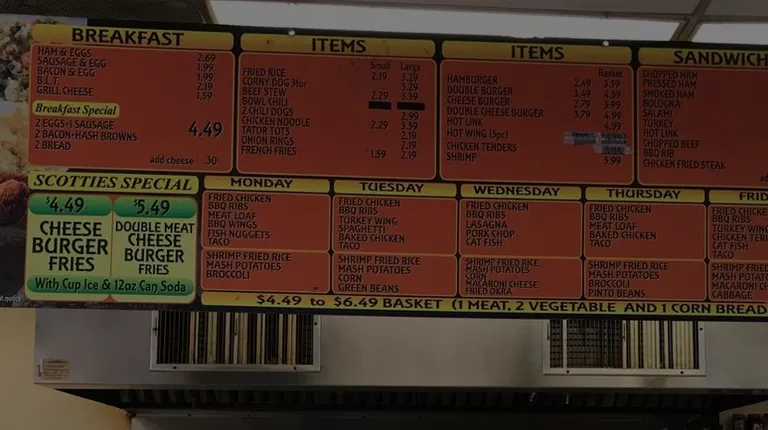 BREAKFAST
HAM & EGGS 2.69
SAUSAGE & EGG 1.99
BACON & EGG 1.99
B.L.T. 2.19
GRILL CHEESE 1.59
Breakfast Special
2 EGGS-1 SAUSAGE
2 BACON-HASH BROWNS 4.49
2 BREAD
add cheese .30
ITEMS
Small Large
FRIED RICE 2.19 3.29
CORNY DOG 3for 3.29
BEEF STEW 2.29 3.29
BOWL CHILI
2 CHILI DOGS 2.99
CHICKEN NOODLE 2.29 3.39
TATOR TOTS 2.19
ONION RINGS 2.19
FRENCH FRIES 1.59 2.19
ITEMS
Basket
HAMBURGER 2.49 3.59
DOUBLE BURGER 3.49 4.59
CHEESE BURGER 2.79 3.99
DOUBLE CHEESE BURGER 3.79 4.99
HOT LINK 4.99
HOT WING (5pc)
CHICKEN TENDERS
SHRIMP 5.99
SANDWICH
CHOPPED HAM
PRESSED HAM
SMOKED HAM
BOLOGNA
SALAMI
TURKEY
HOT LINK
CHOPPED BEEF
BBQ RIB
CHICKEN FRIED STEAK
SCOTTIES SPECIAL
$4.49
CHEESE
BURGER
FRIES
$5.49
DOUBLE MEAT
CHEESE
BURGER
FRIES
With Cup Ice & 12oz Can Soda
MONDAY
FRIED CHICKEN
BBQ RIBS
MEAT LOAF
BBQ WINGS
FISH NUGGETS
TACO
SHRIMP FRIED RICE
MASH POTATOES
BROCCOLI
TUESDAY
FRIED CHICKEN
BBQ RIBS
TURKEY WING
SPAGHETTI
BAKED CHICKEN
TACO
SHRIMP FRIED RICE
MASH POTATOES
CORN
GREEN BEANS
WEDNESDAY
FRIED CHICKEN
BBQ RIBS
LASAGNA
PORK CHOP
CAT FISH
SHRIMP FRIED RICE
MASH POTATOES
CORN
MACARONI CHEESE
FRIED OKRA
THURSDAY
FRIED CHICKEN
BBQ RIBS
MEAT LOAF
BAKED CHICKEN
TACO
SHRIMP FRIED RICE
MASH POTATOES
BROCCOLI
PINTO BEANS
FRID
FRIED CHICKE
BBQ RIBS
TURKEY WIN
CHICKEN TEN
CAT FISH
TACO
SHRIMP FRIED
MASH POTATO
MACARONI CH
CABBAGE
$4.49 to $6.49 BASKET (1 MEAT, 2 VEGETABLE AND 1 CORN BREAD